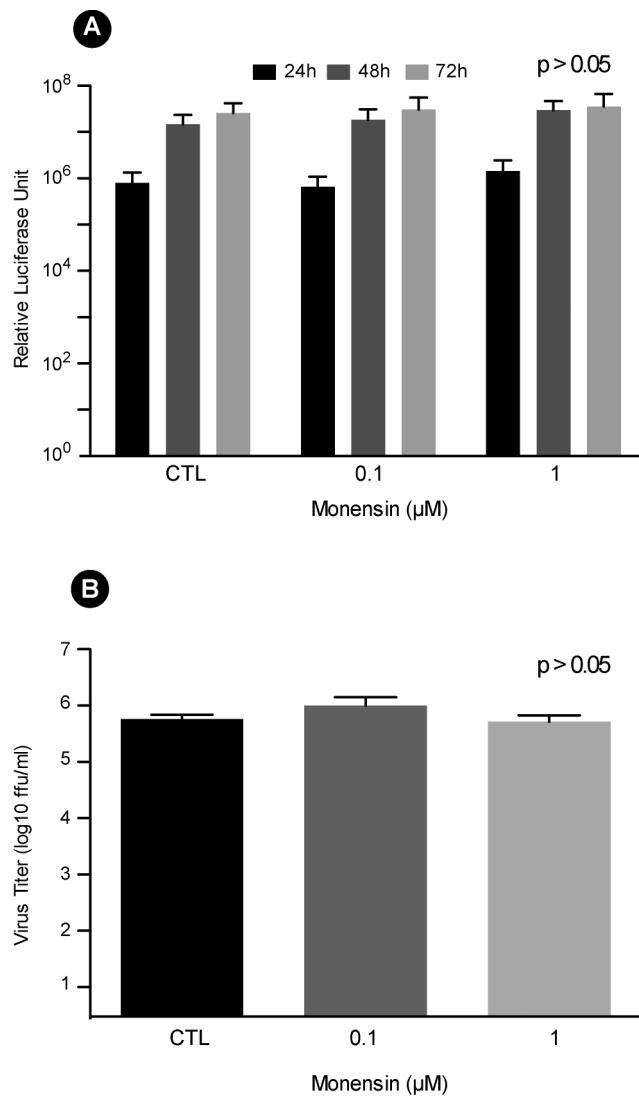 A
24h 48h 72h
p > 0.05
10^8
10^6
10^4
10^2
10^0
Relative Luciferase Unit
CTL 0.1 1
Monensin (µM)
B
p > 0.05
7
6
5
4
3
2
1
Virus Titer (log10 ffu/ml)
CTL 0.1 1
Monensin (µM)